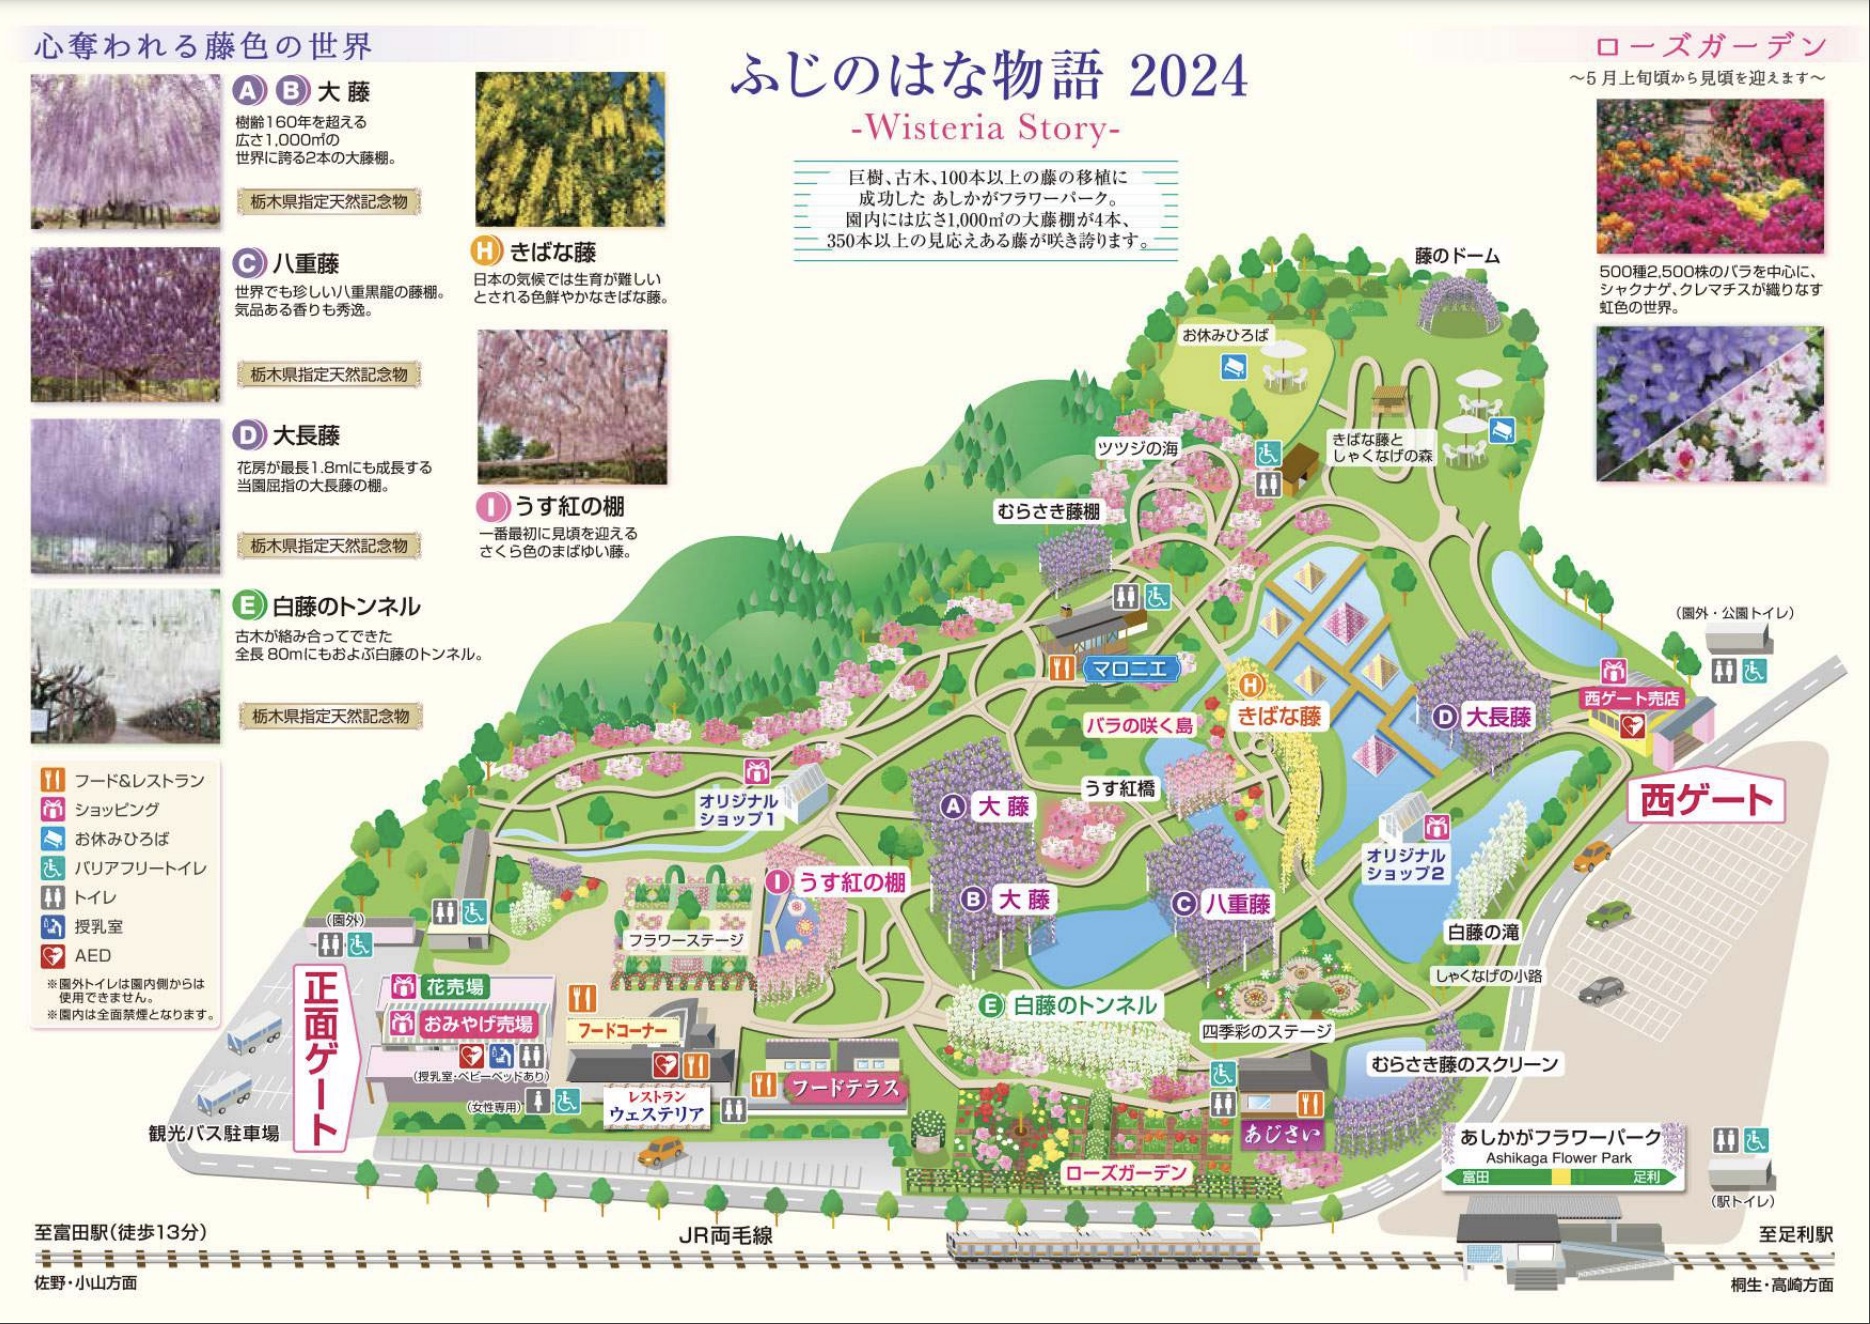 心奪われる藤色の世界
A B 大藤
樹齢160年を超える
広さ1,000㎡の
世界に誇る2本の大藤棚。
栃木県指定天然記念物
C 八重藤
世界でも珍しい八重黒龍の藤棚。
気品ある香りも秀逸。
栃木県指定天然記念物
D 大長藤
花房が最長1.8mにも成長する
当園屈指の大長藤の棚。
栃木県指定天然記念物
E 白藤のトンネル
古木が絡み合ってできた
全長80mにもおよぶ白藤のトンネル。
栃木県指定天然記念物
H きばな藤
日本の気候では生育が難しい
とされる色鮮やかなきばな藤。
I うす紅の棚
一番最初に見頃を迎える
さくら色のまばゆい藤。
ふじのはな物語 2024
-Wisteria Story-
巨樹、古木、100本以上の藤の移植に
成功した あしかがフラワーパーク。
園内には広さ1,000㎡の大藤棚が4本、
350本以上の見応えある藤が咲き誇ります。
ローズガーデン
〜5月上旬頃から見頃を迎えます〜
500種2,500株のバラを中心に、
シャクナゲ、クレマチスが織りなす
虹色の世界。
フード&レストラン
ショッピング
お休みひろば
バリアフリートイレ
トイレ
授乳室
AED
※園外トイレは園内側からは
使用できません。
※園内は全面禁煙となります。
藤のドーム
お休みひろば
ツツジの海
きばな藤と
しゃくなげの森
むらさき藤棚
マロニエ
(園外・公園トイレ)
西ゲート売店
西ゲート
H
きばな藤
D 大長藤
バラの咲く島
うす紅橋
オリジナル
ショップ1
A 大藤
オリジナル
ショップ2
I うす紅の棚
B 大藤
C 八重藤
白藤の滝
しゃくなげの小路
フラワーステージ
(園外)
正面ゲート
花売場
おみやげ売場
(授乳室・ベビーベッドあり)
(女性専用)
フードコーナー
レストラン
ウェステリア
フードテラス
E 白藤のトンネル
四季彩のステージ
むらさき藤のスクリーン
あじさい
ローズガーデン
観光バス駐車場
あしかがフラワーパーク
Ashikaga Flower Park
富田 足利
(駅トイレ)
至富田駅(徒歩13分)
JR両毛線
至足利駅
佐野・小山方面
桐生・高崎方面